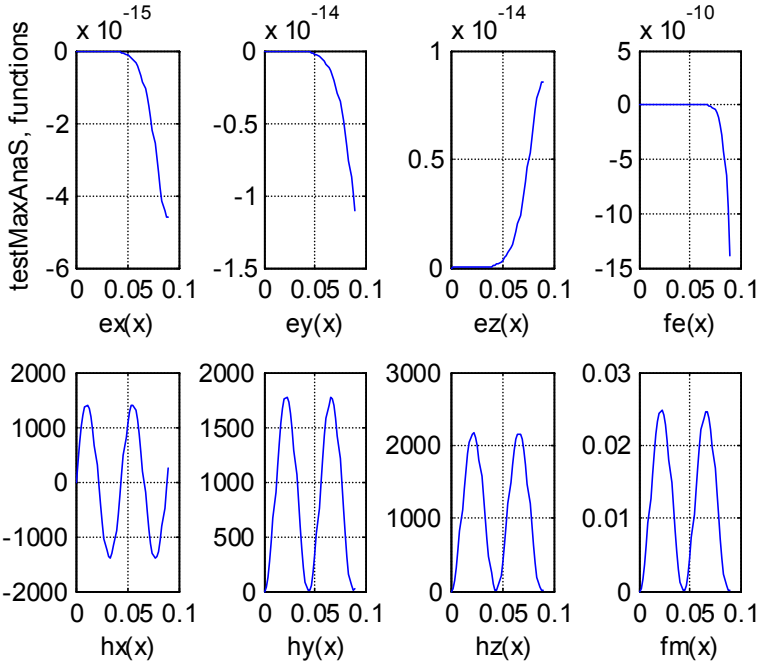 x 10^-15 x 10^-14 x 10^-14 x 10^-10
testMaxAnaS, functions
0 0 1 5
-2 -0.5 0.5 0
-4 -1 0 -5
-6 -1.5 -10
-15
0 0.05 0.1 0 0.05 0.1 0 0.05 0.1 0 0.05 0.1
ex(x) ey(x) ez(x) fe(x)
2000 2000 3000 0.03
1000 1500 2000 0.02
0 1000 1000 0.01
-1000 500 0 0
-2000 0
0 0.05 0.1 0 0.05 0.1 0 0.05 0.1 0 0.05 0.1
hx(x) hy(x) hz(x) fm(x)